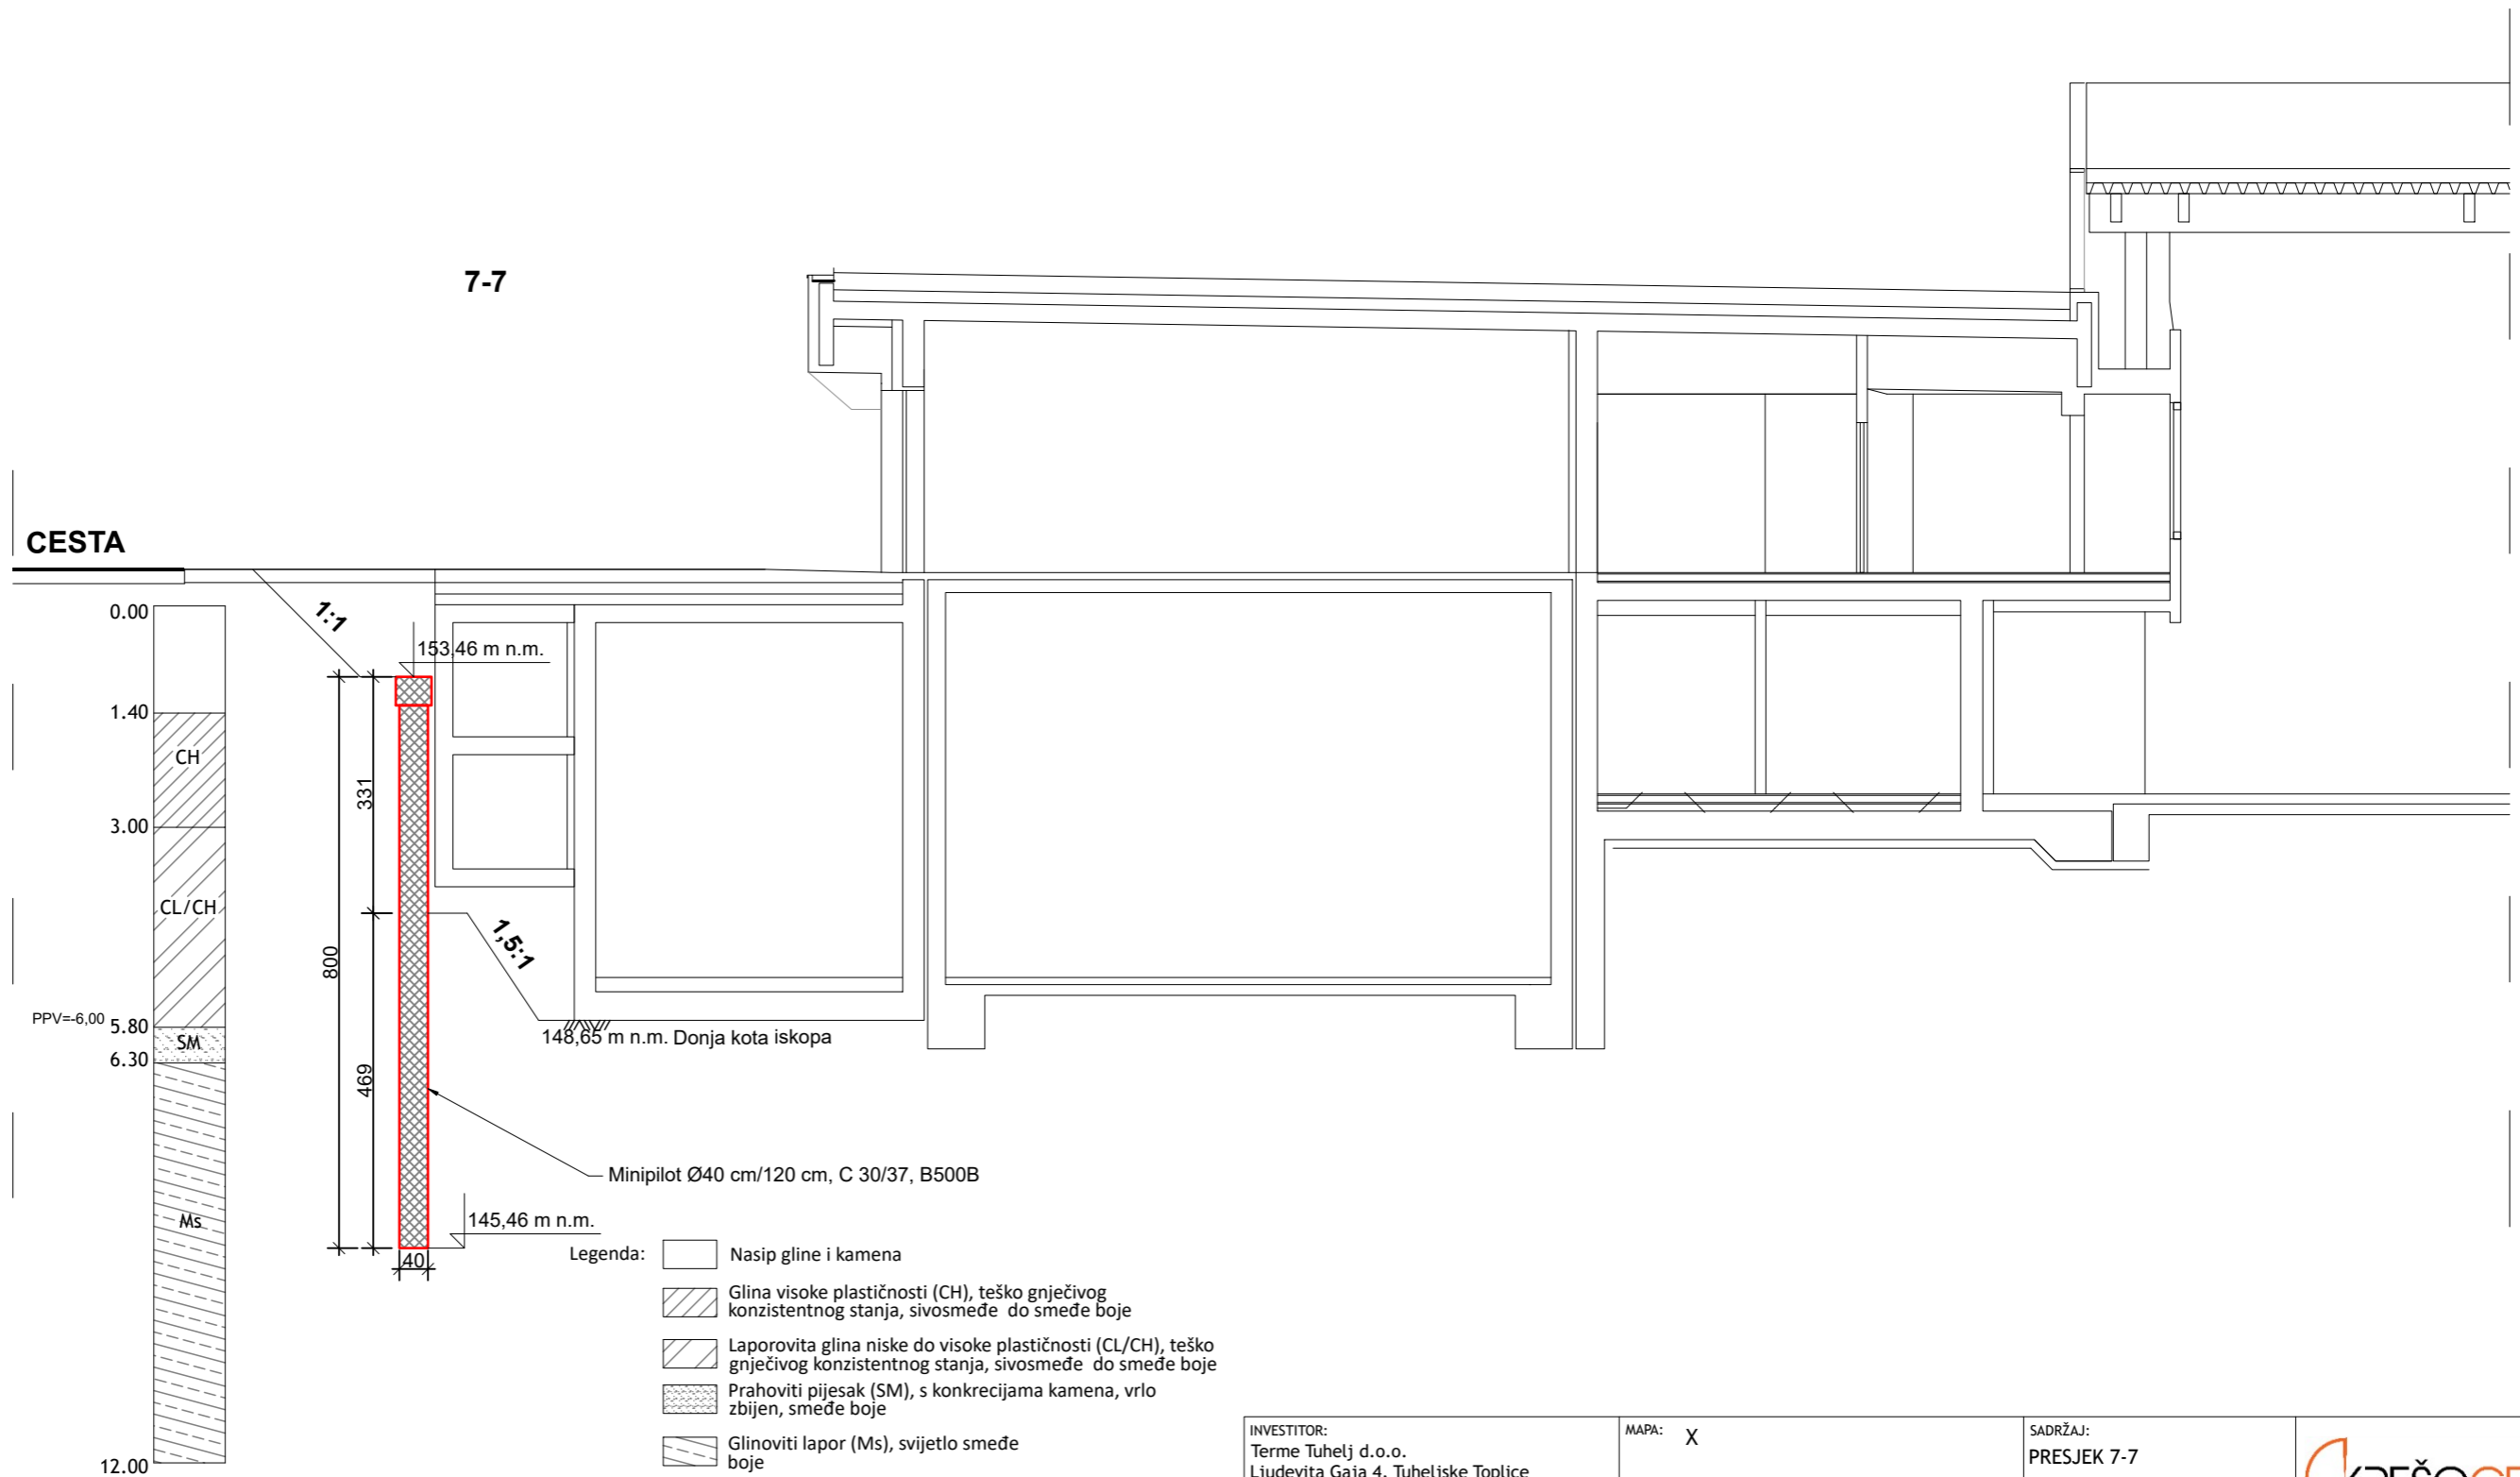 7-7
CESTA
0.00
1:1
153,46 m n.m.
1.40
CH
331
3.00
CL/CH
800
1,5:1
PPV=-6,00
5.80
SM
6.30
148,65 m n.m. Donja kota iskopa
469
Minipilot Ø40 cm/120 cm, C 30/37, B500B
Ms
145,46 m n.m.
40
Legenda:
Nasip gline i kamena
Glina visoke plastičnosti (CH), teško gnječivog
konzistentnog stanja, sivosmeđe do smeđe boje
Laporovita glina niske do visoke plastičnosti (CL/CH), teško
gnječivog konzistentnog stanja, sivosmeđe do smeđe boje
Prahoviti pijesak (SM), s konkrecijama kamena, vrlo
zbijen, smeđe boje
Glinoviti lapor (Ms), svijetlo smeđe
boje
12.00
INVESTITOR:
Terme Tuhelj d.o.o.
Ljudevita Gaja 4, Tuheljske Toplice
MAPA: X
SADRŽAJ:
PRESJEK 7-7